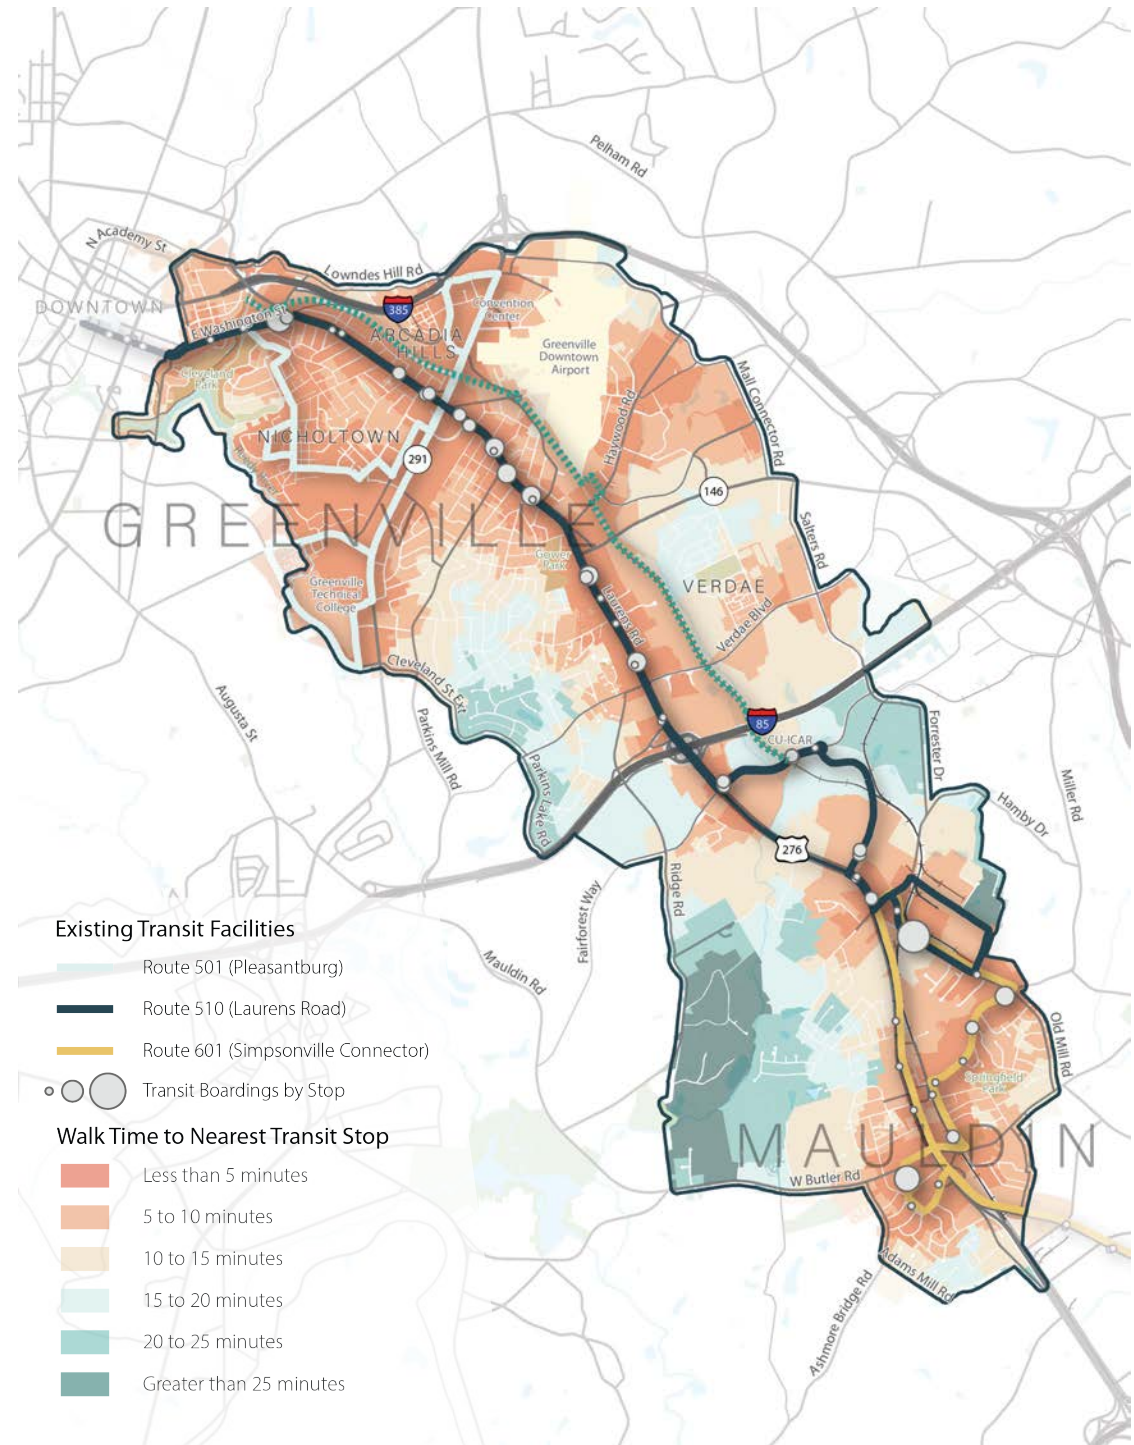 Pelham Rd
N Academy St
Lowndes Hill Rd
DOWNTOWN
385
E Washington St
Convention
Center
ARCADIA
HILLS
Greenville
Downtown
Airport
Cleveland
Park
Mall Connector Rd
Haywood Rd
NICHOLTOWN
291
146
Reedy River
GREENVILLE
Salters Rd
Gower
Park
Greenville
Technical
College
VERDAE
Laurens Rd
Verdae Blvd
Cleveland St Ext
Augusta St
Parkins Mill Rd
85
CU-ICAR
Forrester Dr
Parkins Lake Rd
Miller Rd
Hamby Dr
276
Ridge Rd
Fairforest Way
Mauldin Rd
Old Mill Rd
Springfield
Park
MAULDIN
W Butler Rd
Adams Mill Rd
Ashmore Bridge Rd
Existing Transit Facilities
Route 501 (Pleasantburg)
Route 510 (Laurens Road)
Route 601 (Simpsonville Connector)
Transit Boardings by Stop
Walk Time to Nearest Transit Stop
Less than 5 minutes
5 to 10 minutes
10 to 15 minutes
15 to 20 minutes
20 to 25 minutes
Greater than 25 minutes